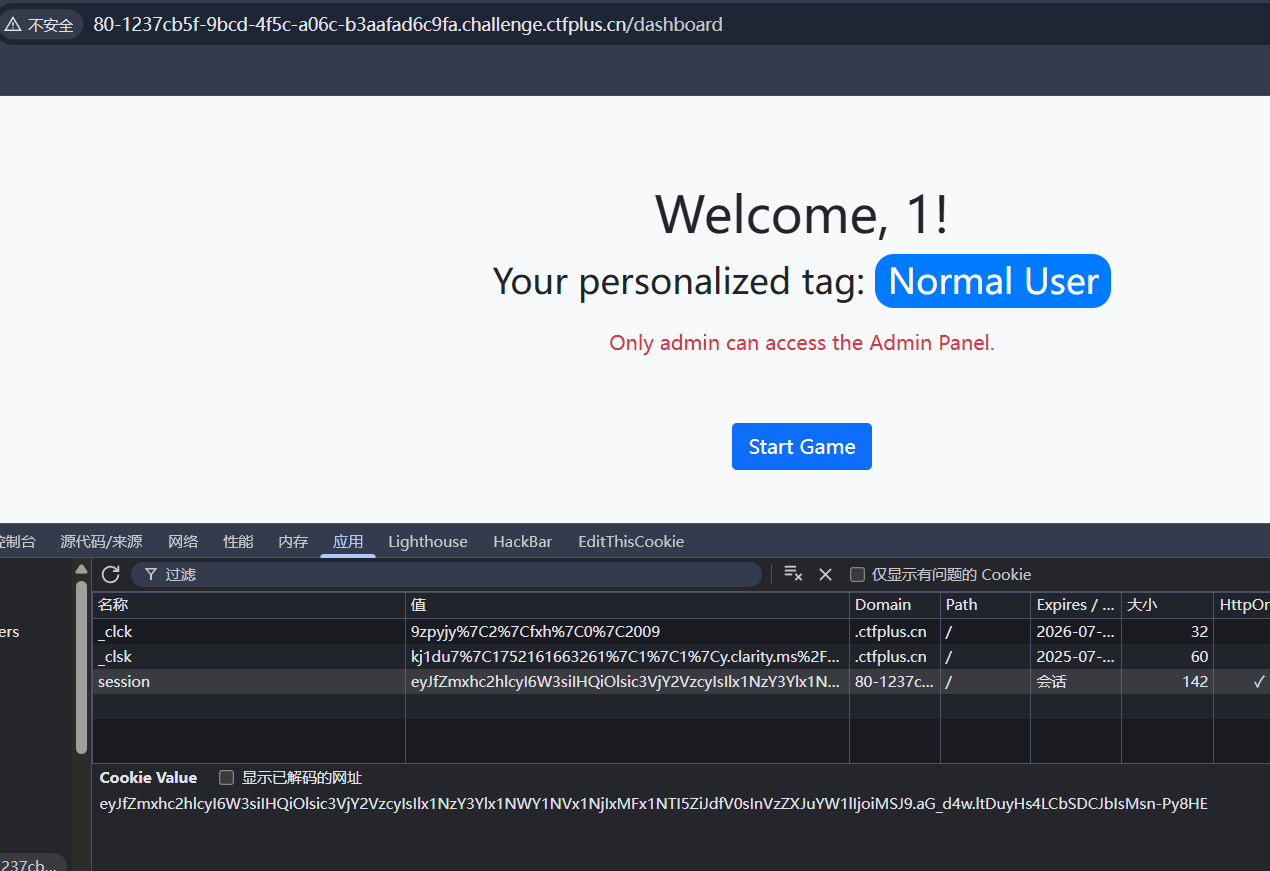 不安全 80-1237cb5f-9bcd-4f5c-a06c-b3aafad6c9fa.challenge.ctfplus.cn/dashboard
Welcome, 1!
Your personalized tag: Normal User
Only admin can access the Admin Panel.
Start Game
控制台 源代码/来源 网络 性能 内存 应用 Lighthouse HackBar EditThisCookie
过滤 仅显示有问题的 Cookie
名称 值 Domain Path Expires / ... 大小 HttpOn
ers
_clck 9zpyjy%7C2%7Cfxh%7C0%7C2009 .ctfplus.cn / 2026-07-... 32
_clsk kj1du7%7C1752161663261%7C1%7C1%7Cy.clarity.ms%2F... .ctfplus.cn / 2025-07-... 60
session eyJfZmxhc2hlcyI6W3siIHQiOlsic3VjY2VzcyIsIlx1NzY3Ylx1N... 80-1237c... / 会话 142 ✓
Cookie Value 显示已解码的网址
eyJfZmxhc2hlcyI6W3siIHQiOlsic3VjY2VzcyIsIlx1NzY3Ylx1NWY1NVx1NjIxMFx1NTI5ZiJdfV0sInVzZXJuYW1lIjoiMSJ9.aG_d4w.ltDuyHs4LCbSDCJbIsMsn-Py8HE
237cb...